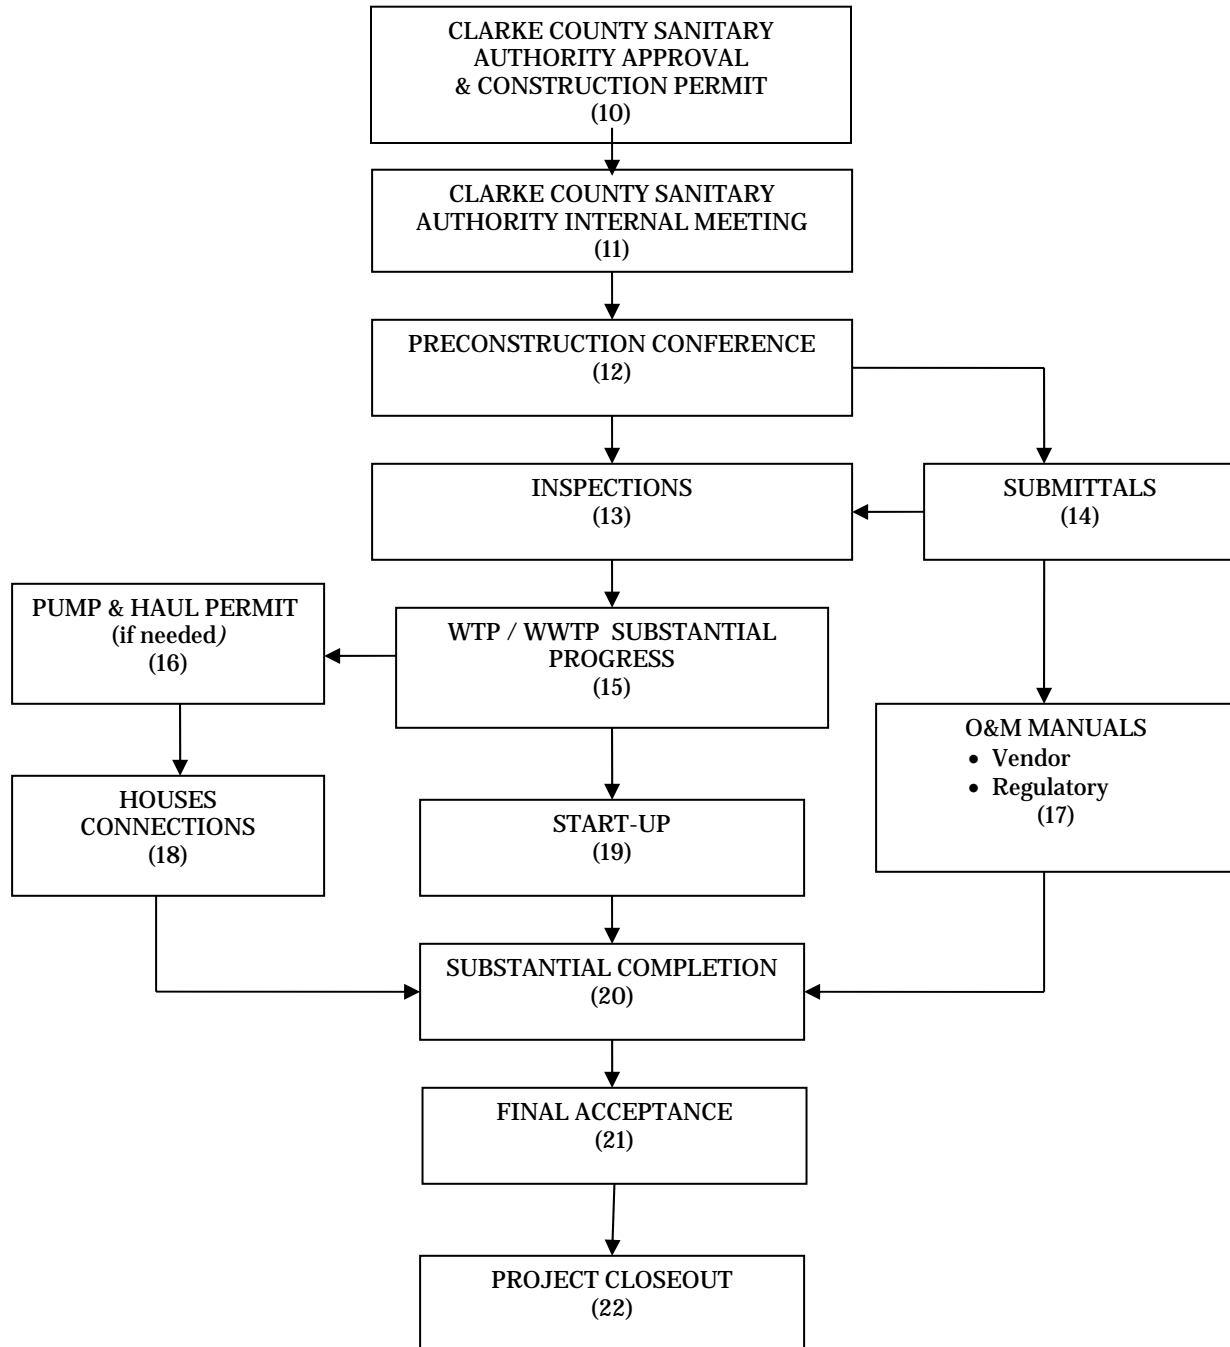 CLARKE COUNTY SANITARY
AUTHORITY APPROVAL
& CONSTRUCTION PERMIT
(10)
CLARKE COUNTY SANITARY
AUTHORITY INTERNAL MEETING
(11)
PRECONSTRUCTION CONFERENCE
(12)
INSPECTIONS
(13)
SUBMITTALS
(14)
PUMP & HAUL PERMIT
(if needed)
(16)
WTP / WWTP SUBSTANTIAL
PROGRESS
(15)
O&M MANUALS
• Vendor
• Regulatory
(17)
HOUSES
CONNECTIONS
(18)
START-UP
(19)
SUBSTANTIAL COMPLETION
(20)
FINAL ACCEPTANCE
(21)
PROJECT CLOSEOUT
(22)